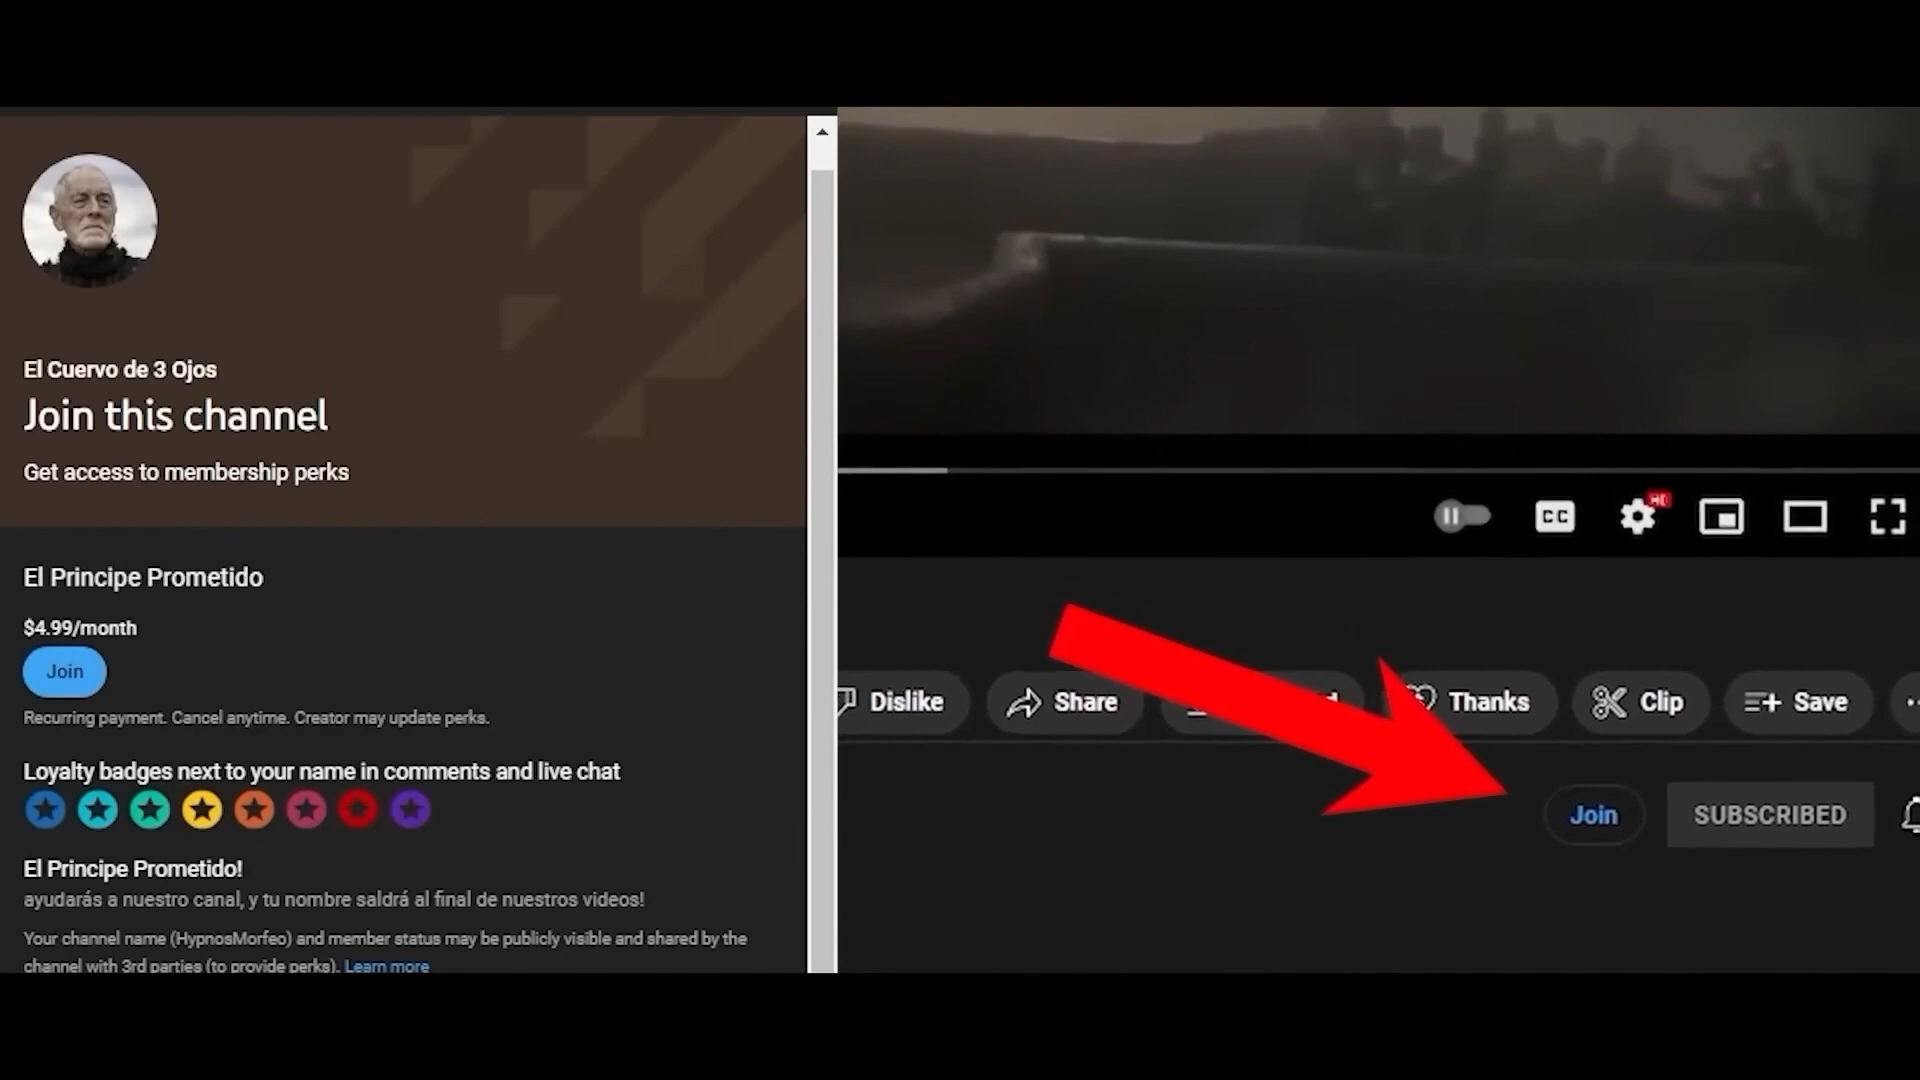 El Cuervo de 3 Ojos
Join this channel
Get access to membership perks
El Principe Prometido
$4.99/month
Join
Recurring payment. Cancel anytime. Creator may update perks.
Loyalty badges next to your name in comments and live chat
El Principe Prometido!
ayudarás a nuestro canal, y tu nombre saldrá al final de nuestros videos!
Your channel name (HypnosMorfeo) and member status may be publicly visible and shared by the
channel with 3rd parties (to provide perks). Learn more
CC
HD
Dislike
Share
Thanks
Clip
Save
Join
SUBSCRIBED